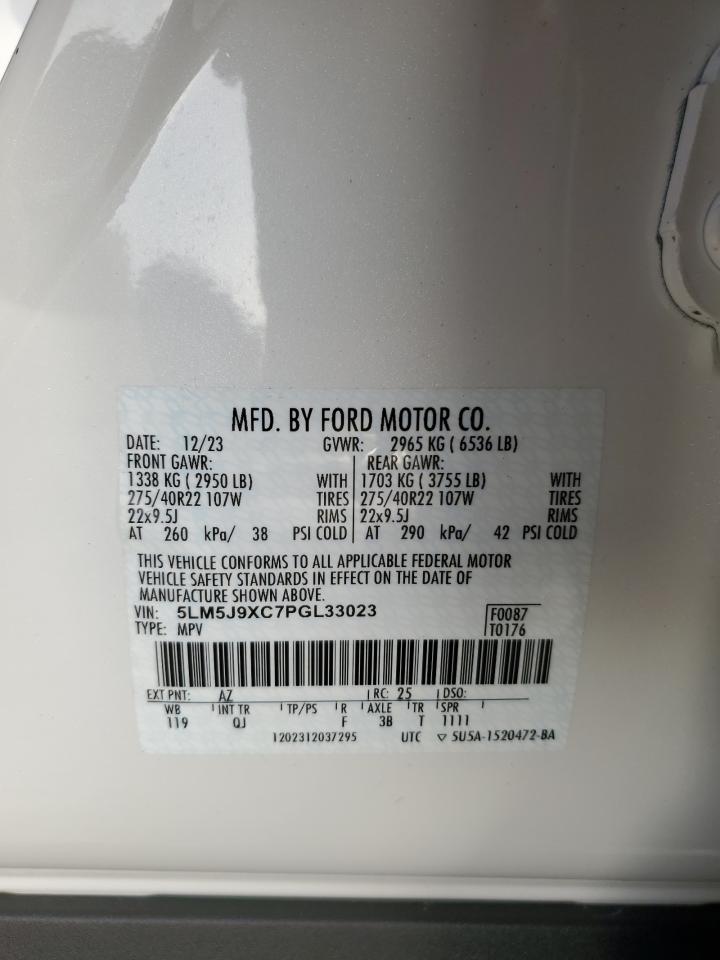 MFD. BY FORD MOTOR CO.
DATE: 12/23 GVWR: 2965 KG ( 6536 LB)
FRONT GAWR: REAR GAWR:
1338 KG ( 2950 LB) WITH 1703 KG ( 3755 LB) WITH
275/40R22 107W TIRES 275/40R22 107W TIRES
22x9.5J RIMS 22x9.5J RIMS
AT 260 kPa/ 38 PSI COLD AT 290 kPa/ 42 PSI COLD
THIS VEHICLE CONFORMS TO ALL APPLICABLE FEDERAL MOTOR
VEHICLE SAFETY STANDARDS IN EFFECT ON THE DATE OF
MANUFACTURE SHOWN ABOVE.
VIN: 5LM5J9XC7PGL33023 F0087
TYPE: MPV T0176
EXT PNT: AZ RC: 25 DSO:
WB INT TR TP/PS R AXLE TR SPR
119 QJ F 3B T 1111
1202312037295 UTC ▽ 5U5A-1520472-BA